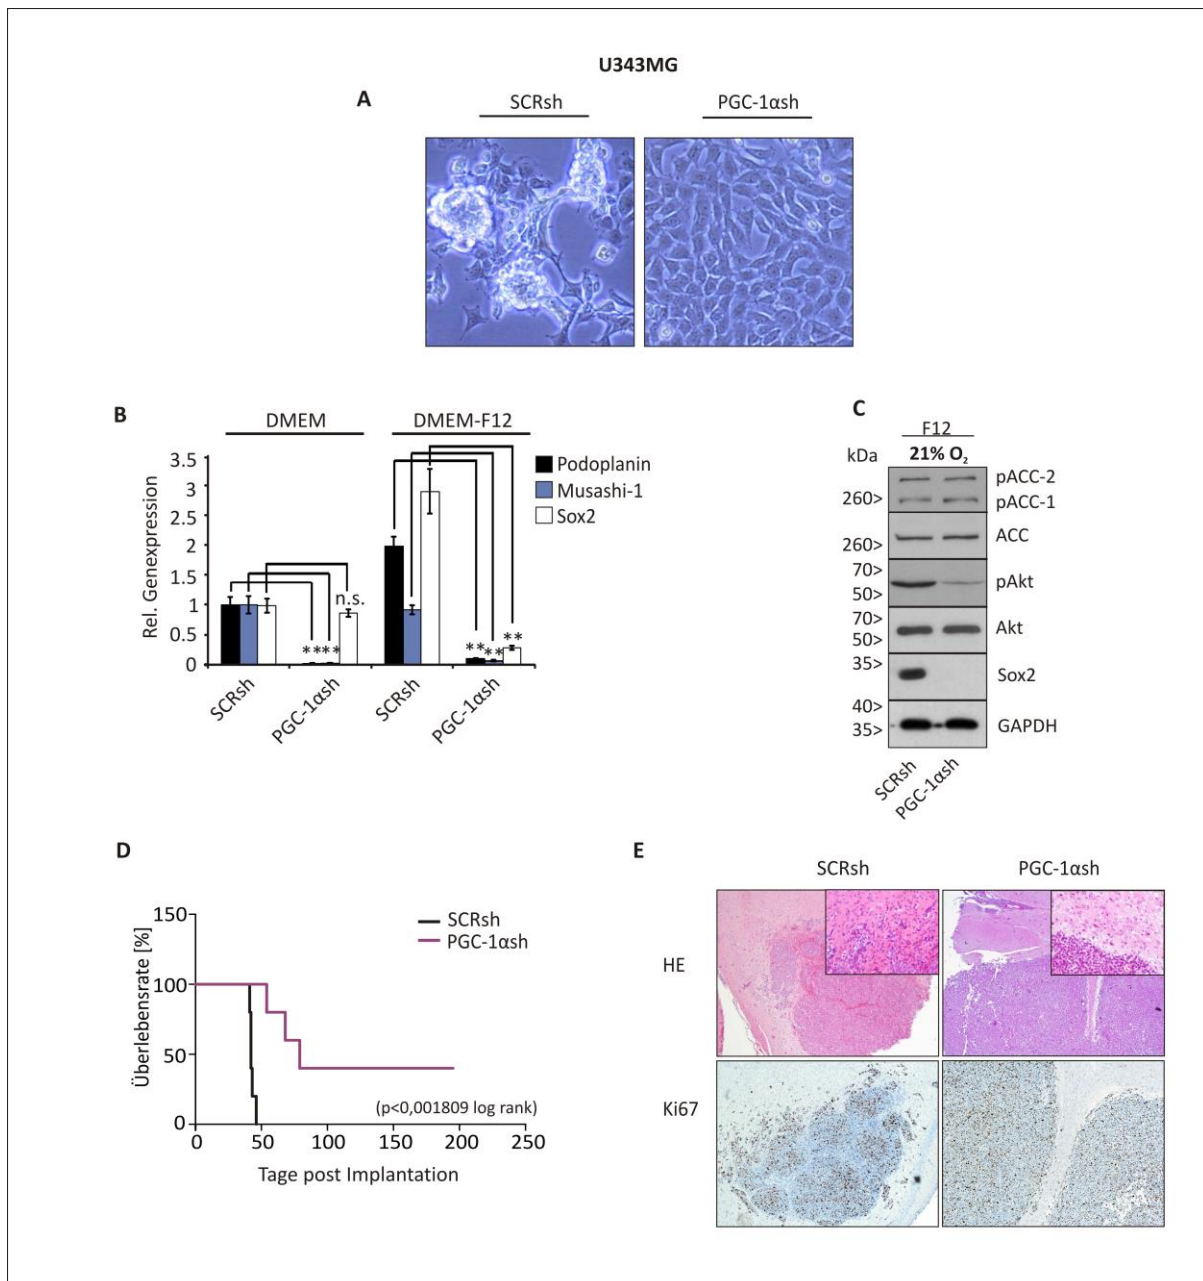 U343MG
A
SCRsh
PGC-1αsh
B
DMEM
DMEM-F12
Rel. Genexpression
3.5
3
2.5
2
1.5
1
0.5
0
n.s.
**
**
**
**
**
Podoplanin
Musashi-1
Sox2
SCRsh
PGC-1αsh
SCRsh
PGC-1αsh
C
F12
kDa
21% O₂
260>
pACC-2
pACC-1
260>
ACC
70>
50>
pAkt
70>
50>
Akt
35>
Sox2
40>
35>
GAPDH
SCRsh
PGC-1αsh
D
Überlebensrate [%]
150
100
50
0
SCRsh
PGC-1αsh
(p<0,001809 log rank)
0 50 100 150 200 250
Tage post Implantation
E
SCRsh
PGC-1αsh
HE
Ki67